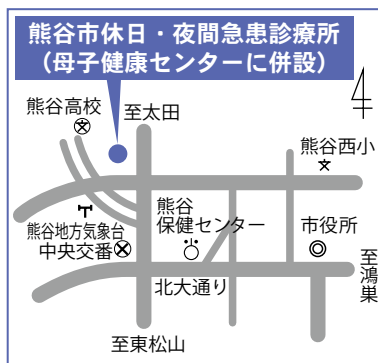 熊谷市休日・夜間急患診療所
（母子健康センターに併設）
熊谷高校
至太田
熊谷西小
熊谷地方気象台
熊谷
保健センター
市役所
中央交番
北大通り
至鴻巣
至東松山